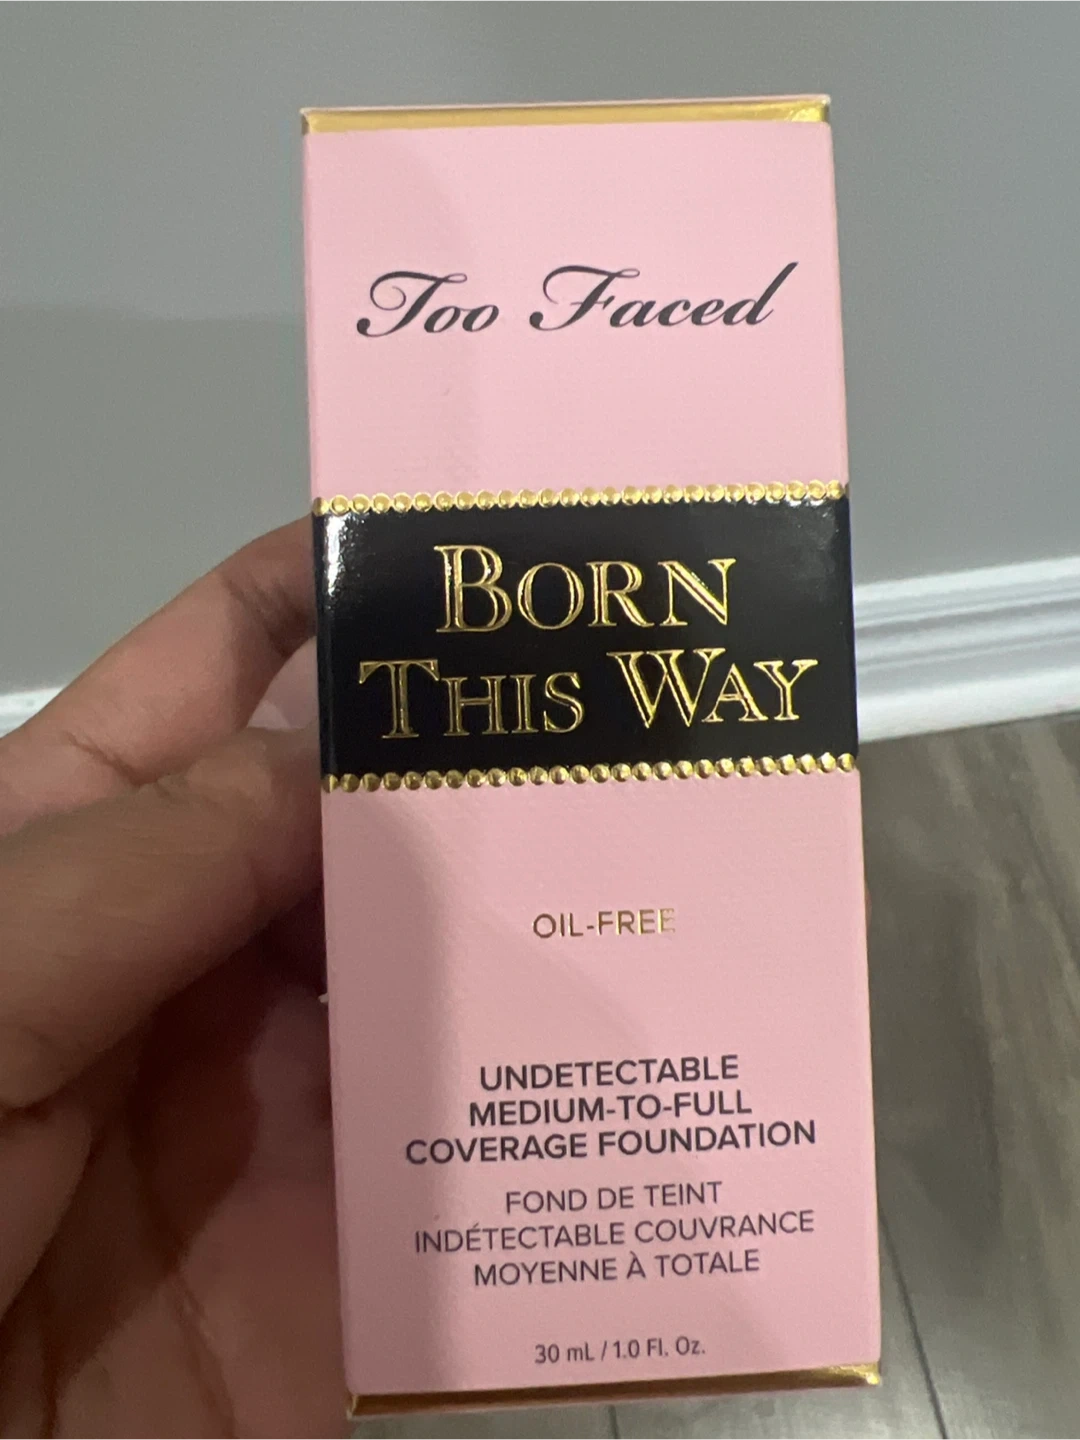 Too Faced
BORN
THIS WAY
OIL-FREE
UNDETECTABLE
MEDIUM-TO-FULL
COVERAGE FOUNDATION
FOND DE TEINT
INDÉTECTABLE COUVRANCE
MOYENNE À TOTALE
30 mL / 1.0 Fl. Oz.